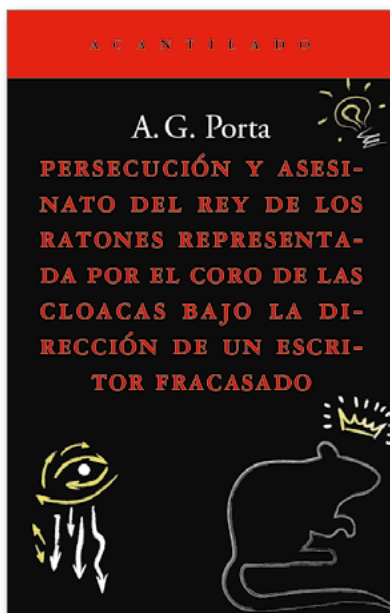 ACANTILADO
A. G. Porta
PERSECUCIÓN Y ASESI-
NATO DEL REY DE LOS
RATONES REPRESENTA-
DA POR EL CORO DE LAS
CLOACAS BAJO LA DI-
RECCIÓN DE UN ESCRI-
TOR FRACASADO